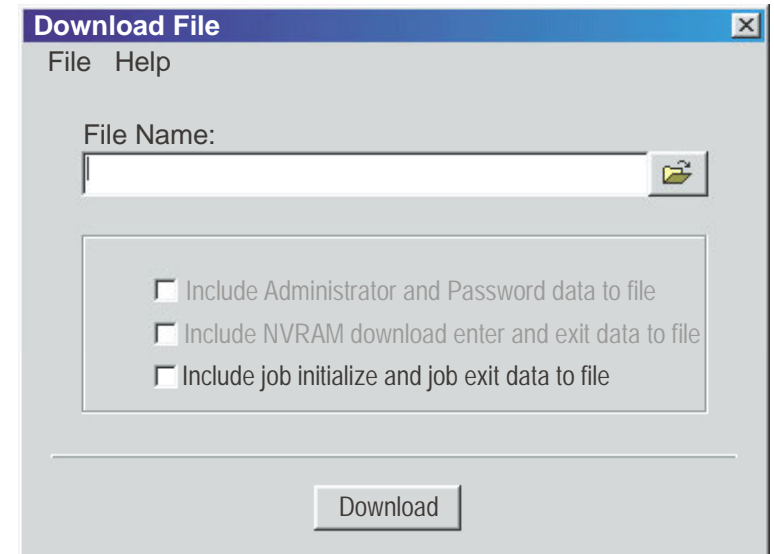 Download File
File Help
File Name:
Include Administrator and Password data to file
Include NVRAM download enter and exit data to file
Include job initialize and job exit data to file
Download